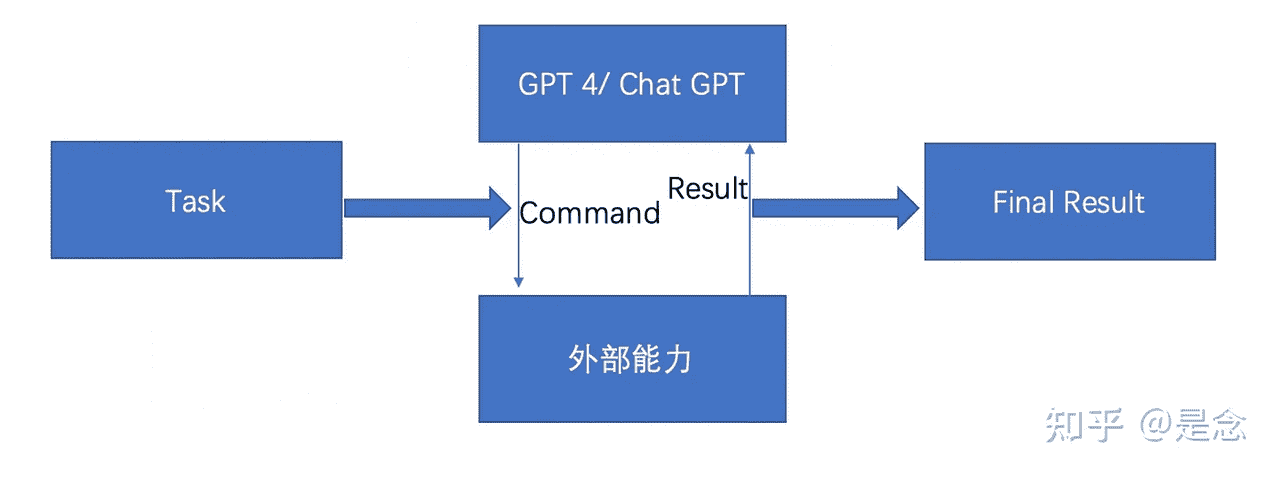 GPT 4/ Chat GPT
Task
Command
Result
Final Result
外部能力
知乎 @是念